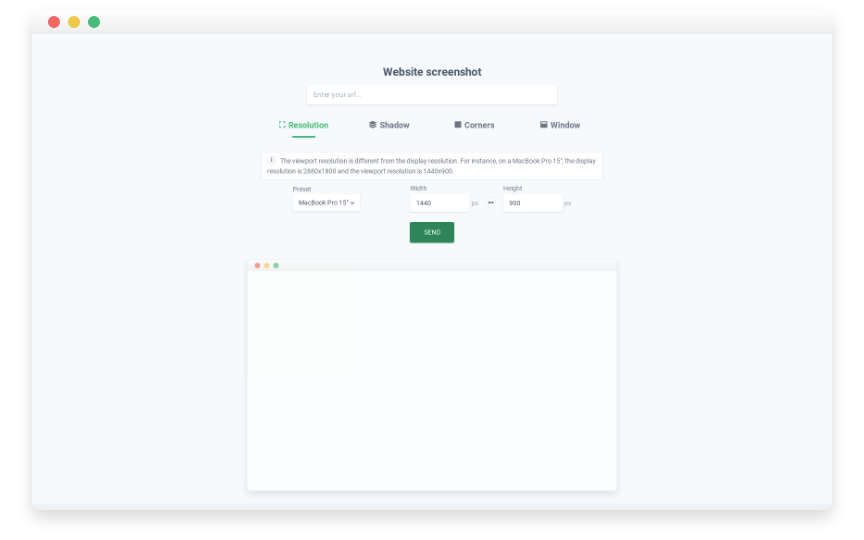 Website screenshot
Enter your url...
Resolution Shadow Corners Window
i The viewport resolution is different from the display resolution. For instance, on a MacBook Pro 15", the display
resolution is 2880x1800 and the viewport resolution is 1440x900.
Preset Width Height
MacBook Pro 15" 1440 px 900 px
SEND